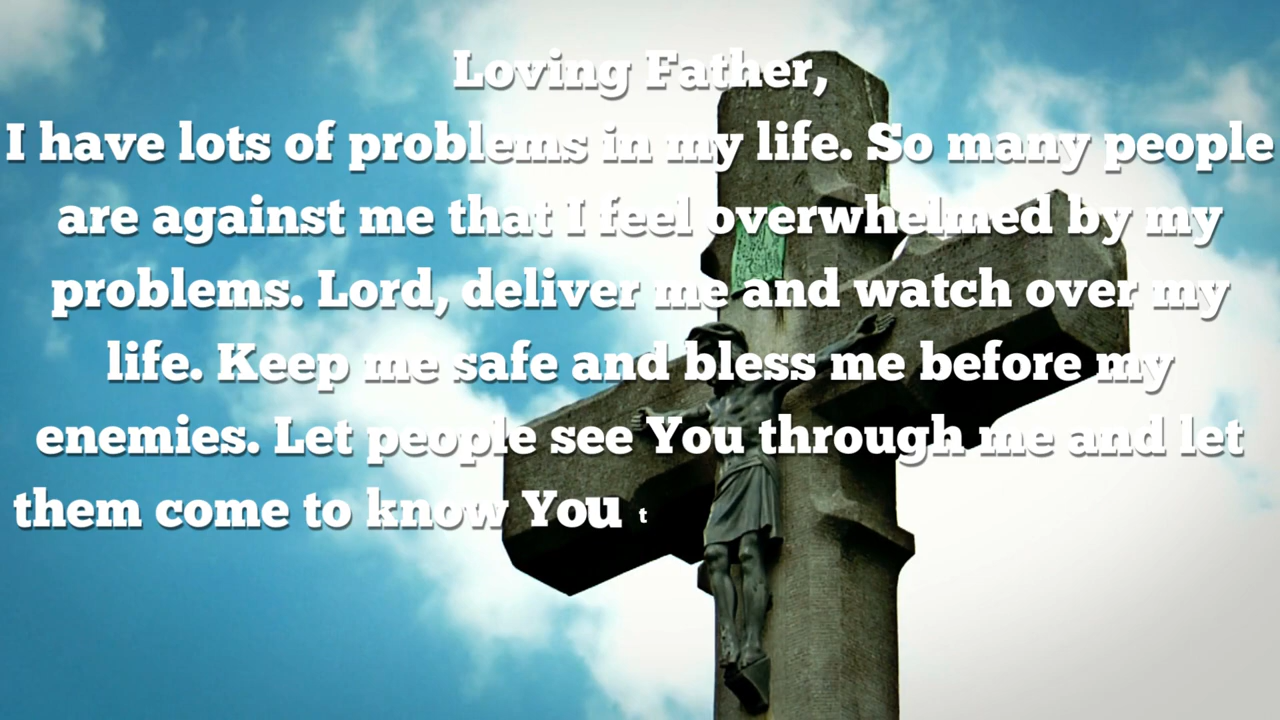 Loving Father,
I have lots of problems in my life. So many people
are against me that I feel overwhelmed by my
problems. Lord, deliver me and watch over my
life. Keep me safe and bless me before my
enemies. Let people see You through me and let
them come to know You t